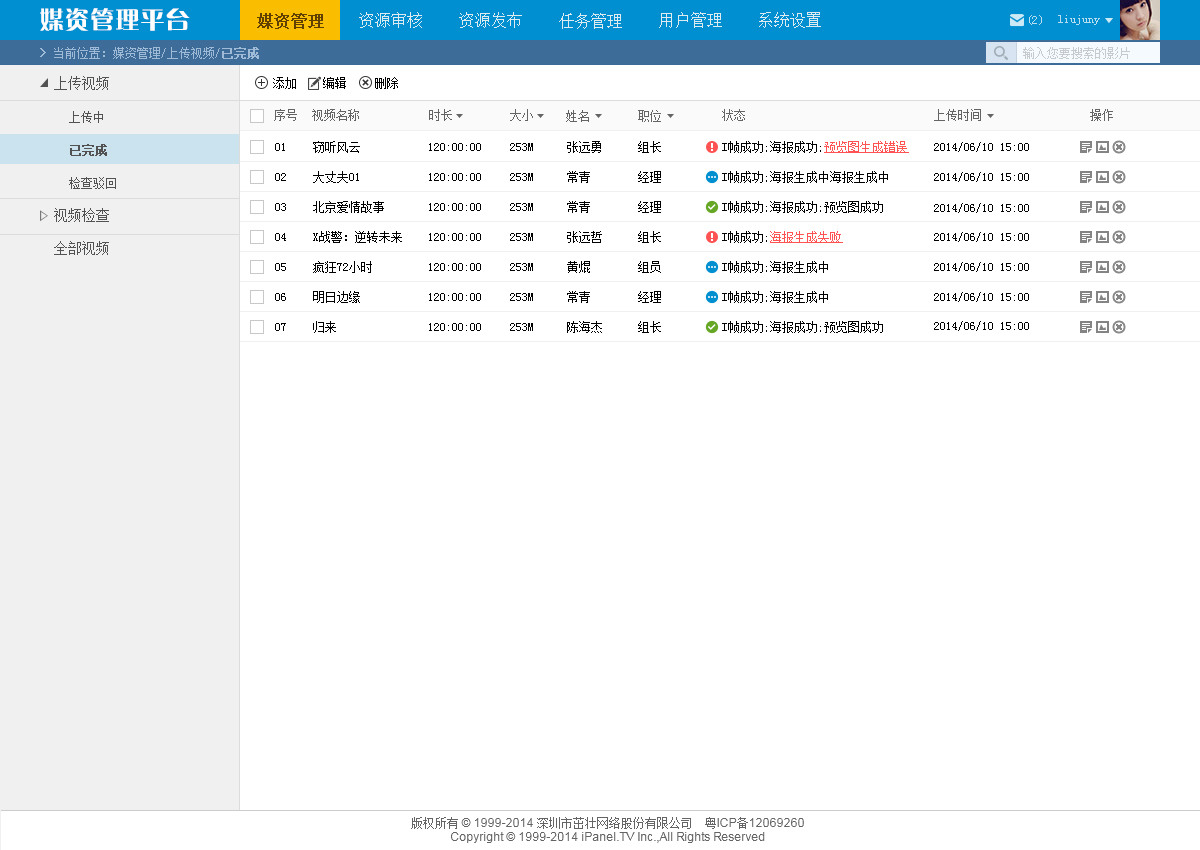 媒资管理平台 媒资管理 资源审核 资源发布 任务管理 用户管理 系统设置 (2) liujuny
当前位置：媒资管理/上传视频/已完成 输入您要搜索的影片
上传视频
上传中
已完成
检查驳回
视频检查
全部视频
添加 编辑 删除
序号 视频名称 时长 大小 姓名 职位 状态 上传时间 操作
01 窃听风云 120:00:00 253M 张远勇 组长 I帧成功;海报成功;预览图生成错误 2014/06/10 15:00
02 大丈夫01 120:00:00 253M 常青 经理 I帧成功;海报生成中海报生成中 2014/06/10 15:00
03 北京爱情故事 120:00:00 253M 常青 经理 I帧成功;海报成功;预览图成功 2014/06/10 15:00
04 X战警：逆转未来 120:00:00 253M 张远哲 组长 I帧成功;海报生成失败 2014/06/10 15:00
05 疯狂72小时 120:00:00 253M 黄焜 组员 I帧成功;海报生成中 2014/06/10 15:00
06 明日边缘 120:00:00 253M 常青 经理 I帧成功;海报生成中 2014/06/10 15:00
07 归来 120:00:00 253M 陈海杰 组长 I帧成功;海报成功;预览图成功 2014/06/10 15:00
版权所有 © 1999-2014 深圳市茁壮网络股份有限公司 粤ICP备12069260
Copyright © 1999-2014 iPanel.TV Inc.,All Rights Reserved